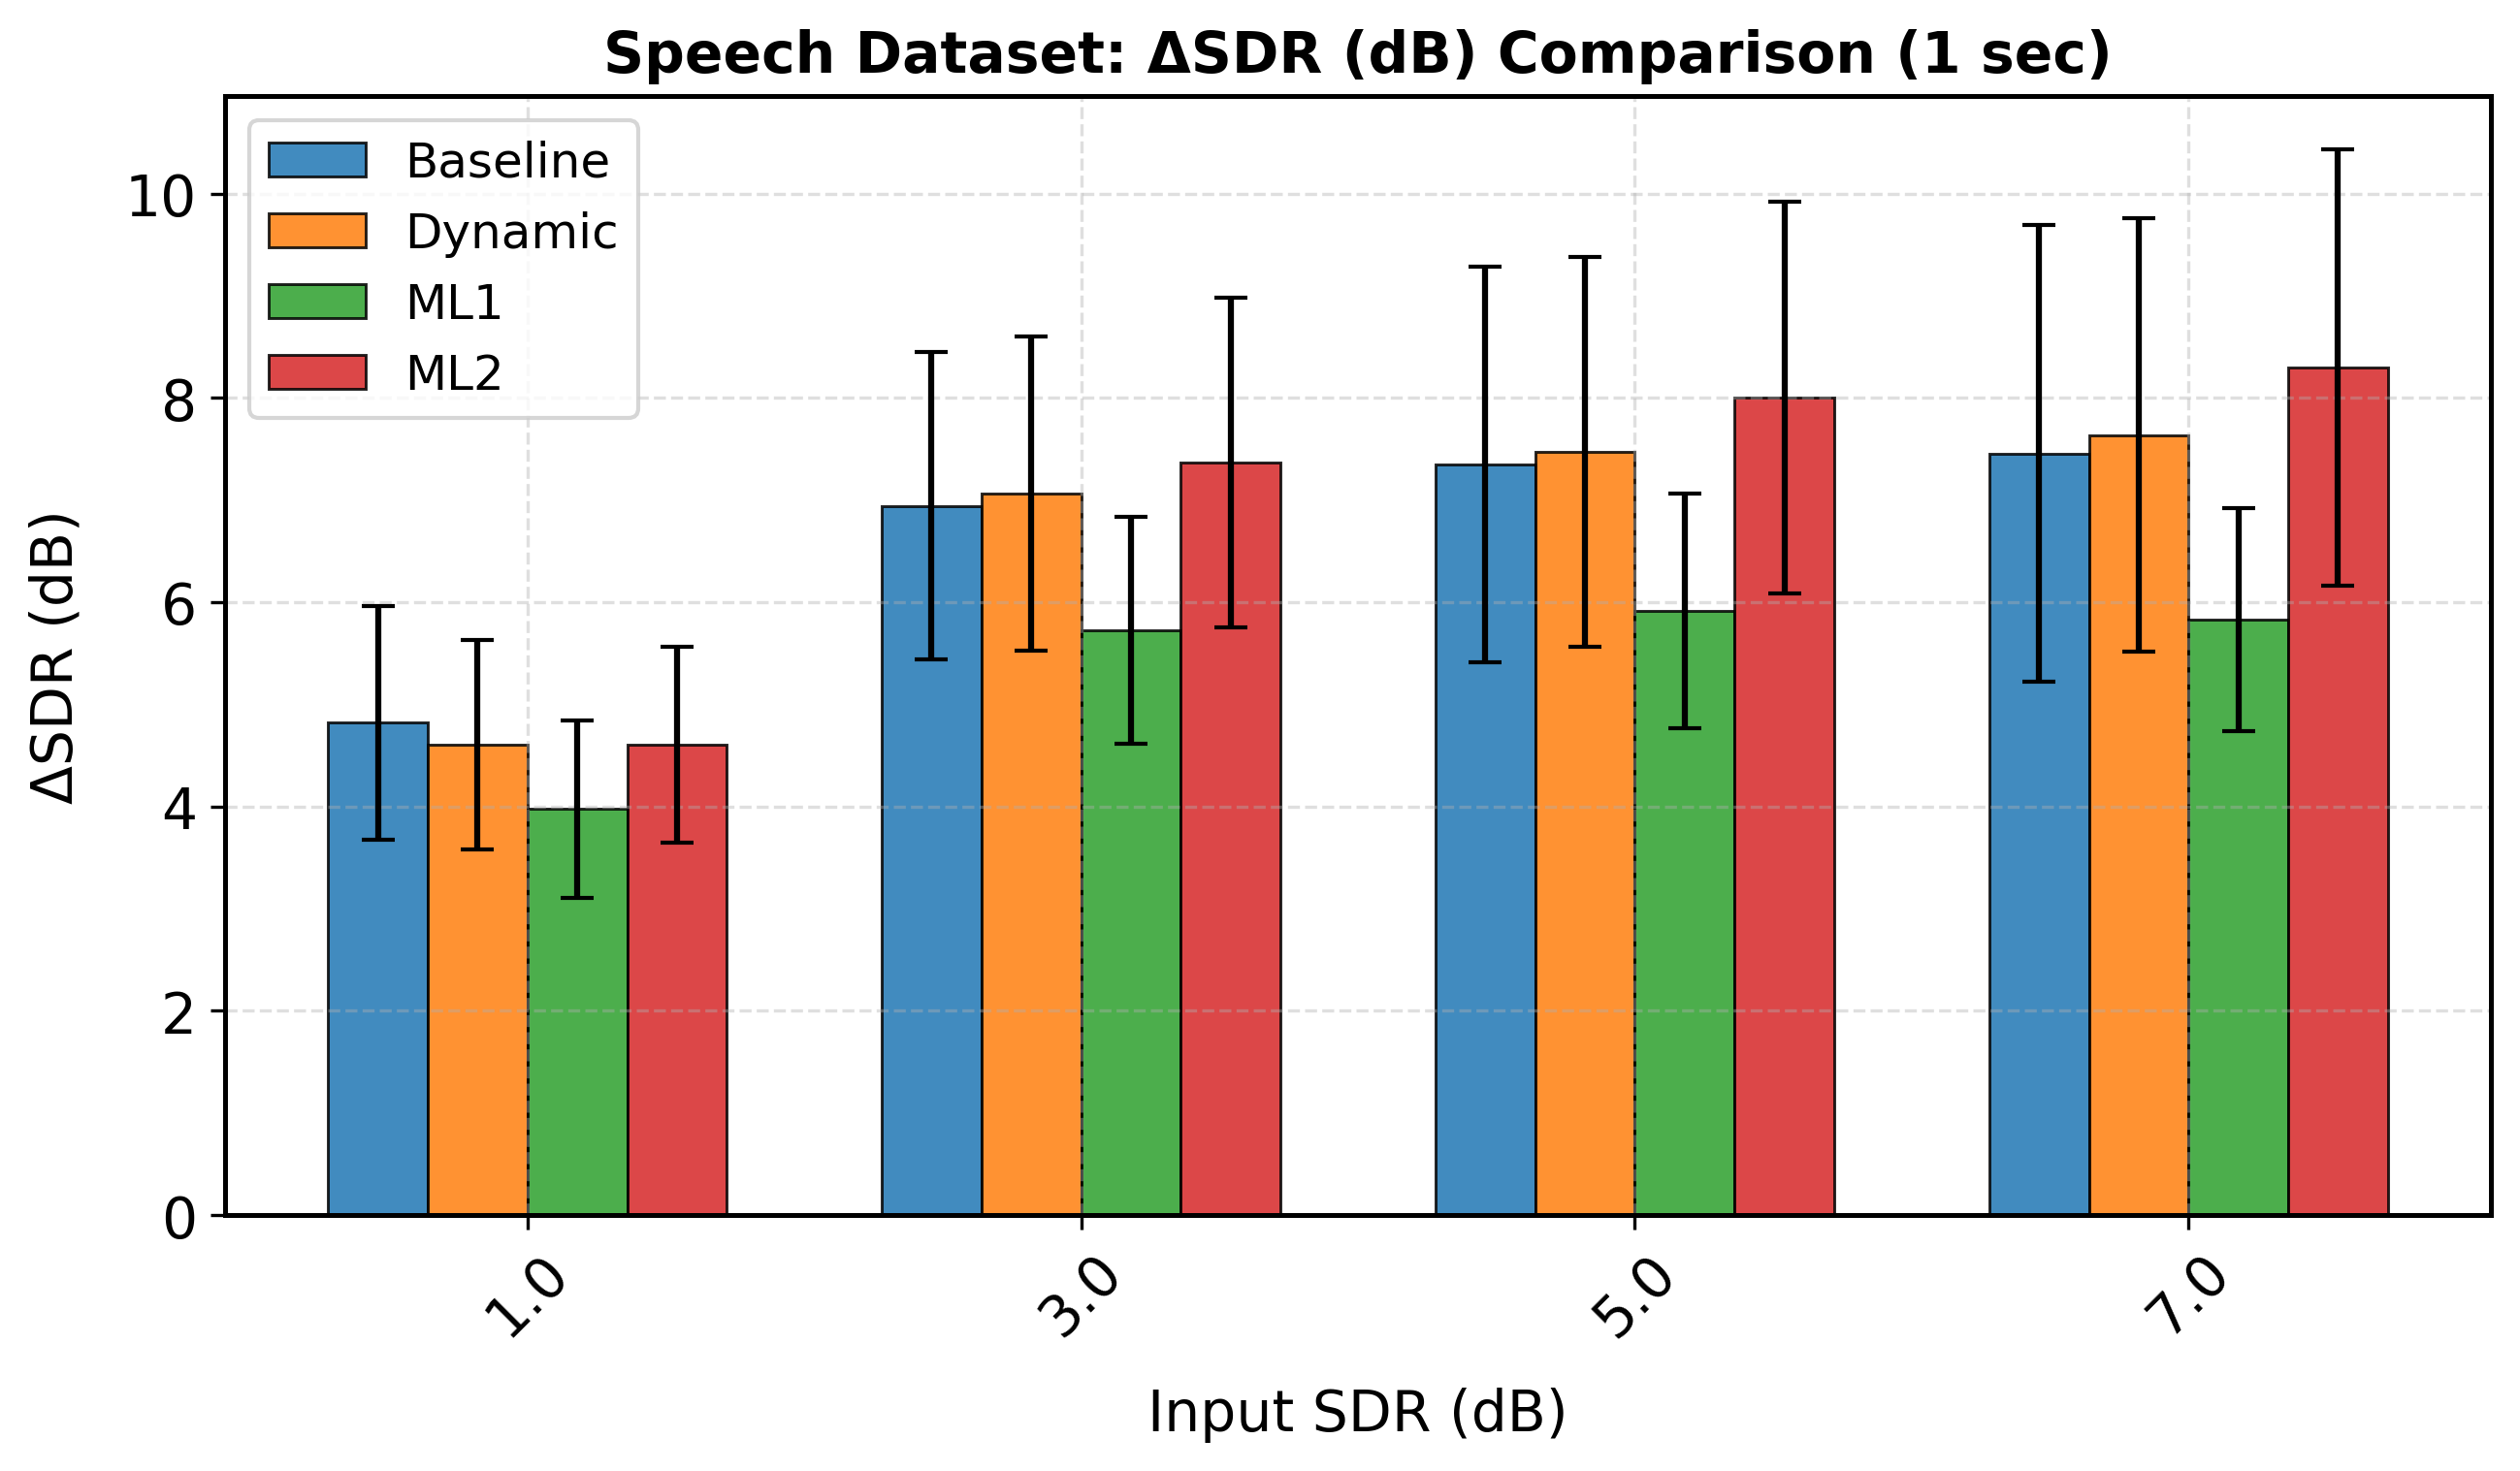 Speech Dataset: ΔSDR (dB) Comparison (1 sec)
Baseline
Dynamic
ML1
ML2
ΔSDR (dB)
10
8
6
4
2
0
1.0 3.0 5.0 7.0
Input SDR (dB)